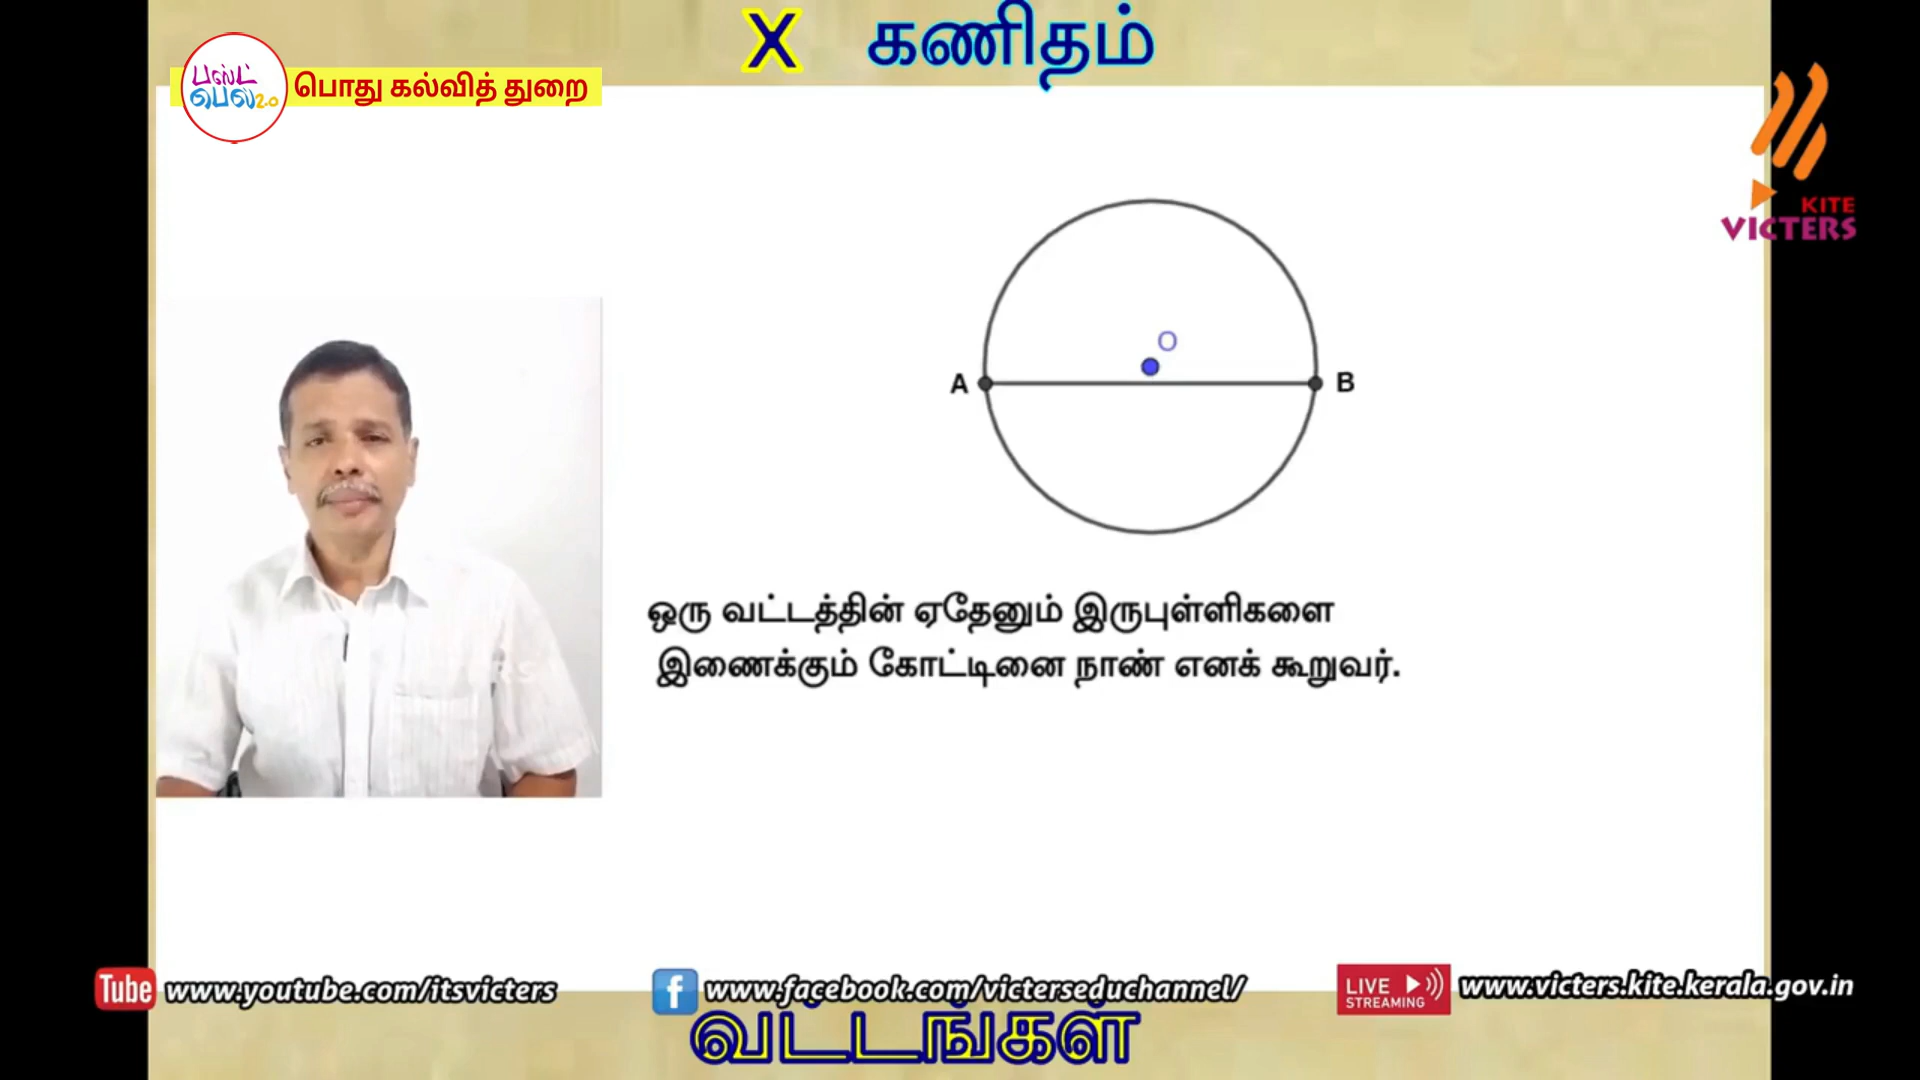 X கணிதம்
பஸ்ட்
பெல் 2.0
பொது கல்வித் துறை
KITE
VICTERS
O
A
B
ஒரு வட்டத்தின் ஏதேனும் இருபுள்ளிகளை
இணைக்கும் கோட்டினை நாண் எனக் கூறுவர்.
Tube www.youtube.com/itsvicters
f www.facebook.com/victerseduchannel/
LIVE
STREAMING
www.victers.kite.kerala.gov.in
வட்டங்கள்